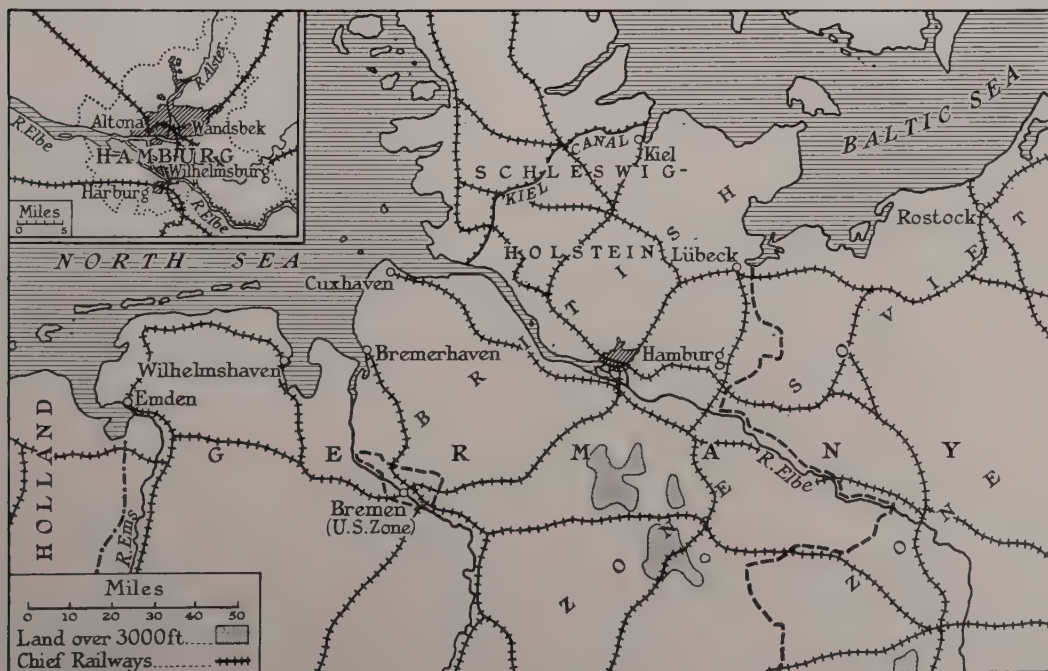 R. Alster
Altona
Wandsbek
R. Elbe
HAMBURG
Wilhelmsburg
Harburg
R. Elbe
Miles
0 5
BALTIC SEA
CANAL
Kiel
SCHLESWIG-
KIEL
HOLSTEIN
Rostock
Lübeck
NORTH SEA
Cuxhaven
Hamburg
Bremerhaven
Wilhelmshaven
Emden
HOLLAND
GERMANY
BRITISH
ZONE
SOVIET
ZONE
R. Elbe
Bremen
(U.S. Zone)
R. Ems
Miles
0 10 20 30 40 50
Land over 3000ft.....
Chief Railways........